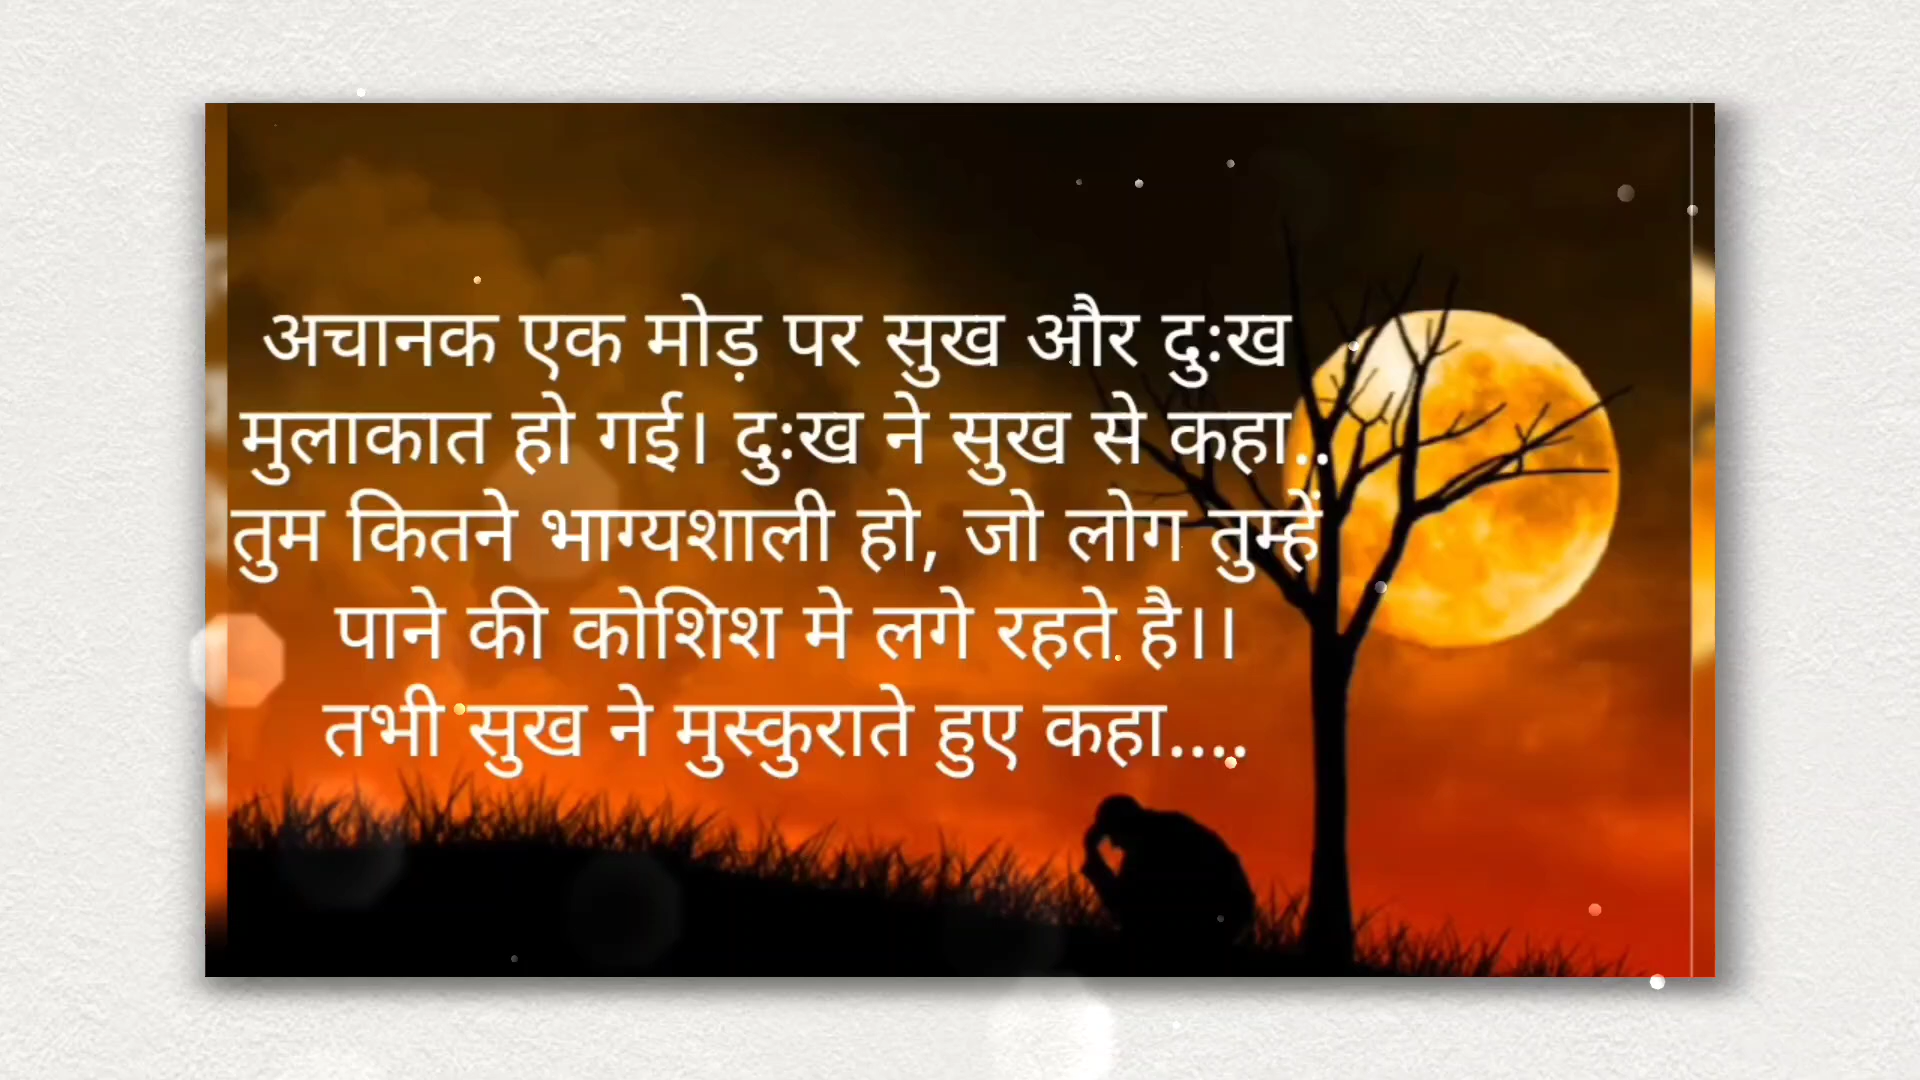 अचानक एक मोड़ पर सुख और दुःख
मुलाकात हो गई। दुःख ने सुख से कहा..
तुम कितने भाग्यशाली हो, जो लोग तुम्हें
पाने की कोशिश मे लगे रहते है।।
तभी सुख ने मुस्कुराते हुए कहा....